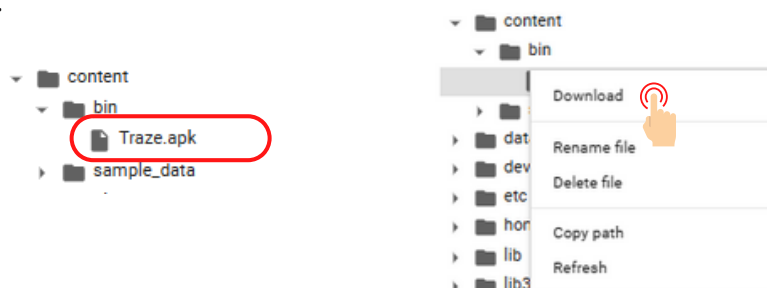 content
bin
Traze.apk
sample_data
content
bin
Download
dat
Rename file
dev
Delete file
etc
hon
Copy path
lib
Refresh
lib3